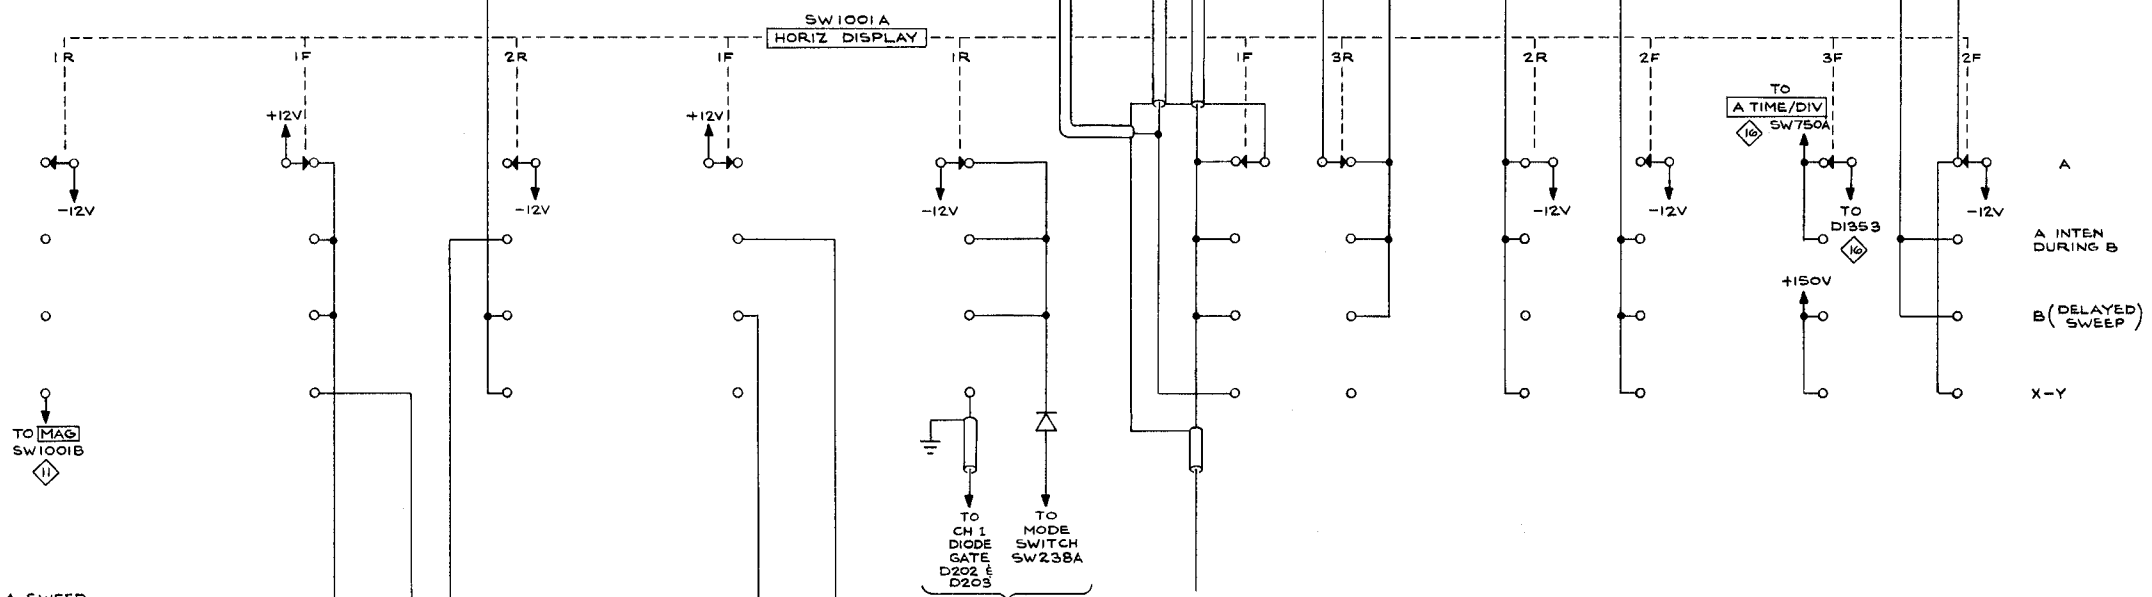 SW1001A
HORIZ DISPLAY
1R
1F
2R
1F
1R
1F
3R
2R
2F
3F
2F
TO
A TIME/DIV
16
SW750A
+12V
+12V
A
-12V
-12V
-12V
-12V
-12V
TO
D1353
16
-12V
A INTEN
DURING B
+150V
B (DELAYED
SWEEP)
X-Y
TO MAG
SW1001B
11
TO
CH 1
DIODE
GATE
D202 &
D203
TO
MODE
SWITCH
SW238A
A SWEEP